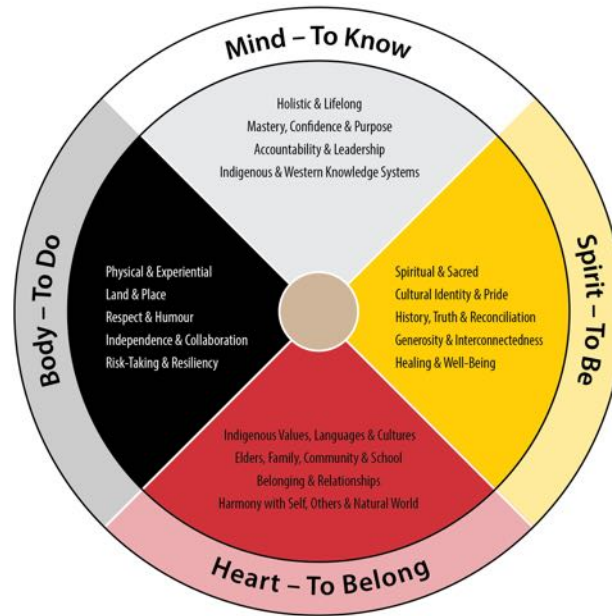 Mind – To Know
Holistic & Lifelong
Mastery, Confidence & Purpose
Accountability & Leadership
Indigenous & Western Knowledge Systems
Spirit – To Be
Spiritual & Sacred
Cultural Identity & Pride
History, Truth & Reconciliation
Generosity & Interconnectedness
Healing & Well-Being
Heart – To Belong
Indigenous Values, Languages & Cultures
Elders, Family, Community & School
Belonging & Relationships
Harmony with Self, Others & Natural World
Body – To Do
Physical & Experiential
Land & Place
Respect & Humour
Independence & Collaboration
Risk-Taking & Resiliency